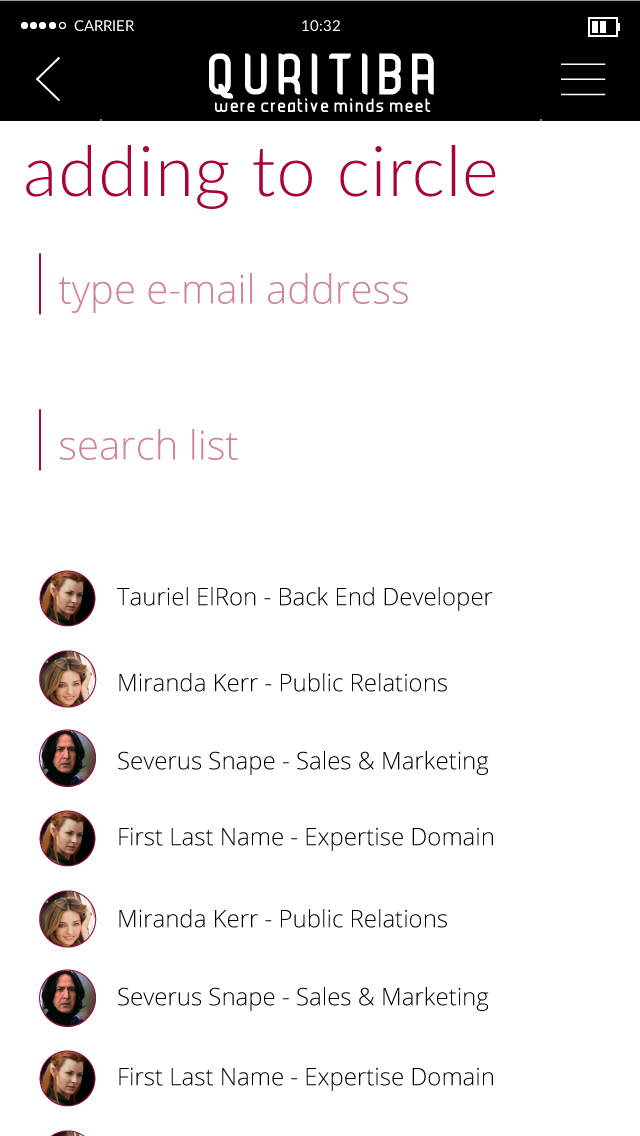 CARRIER 10:32
QURITIBA
were creative minds meet
adding to circle
type e-mail address
search list
Tauriel ElRon - Back End Developer
Miranda Kerr - Public Relations
Severus Snape - Sales & Marketing
First Last Name - Expertise Domain
Miranda Kerr - Public Relations
Severus Snape - Sales & Marketing
First Last Name - Expertise Domain